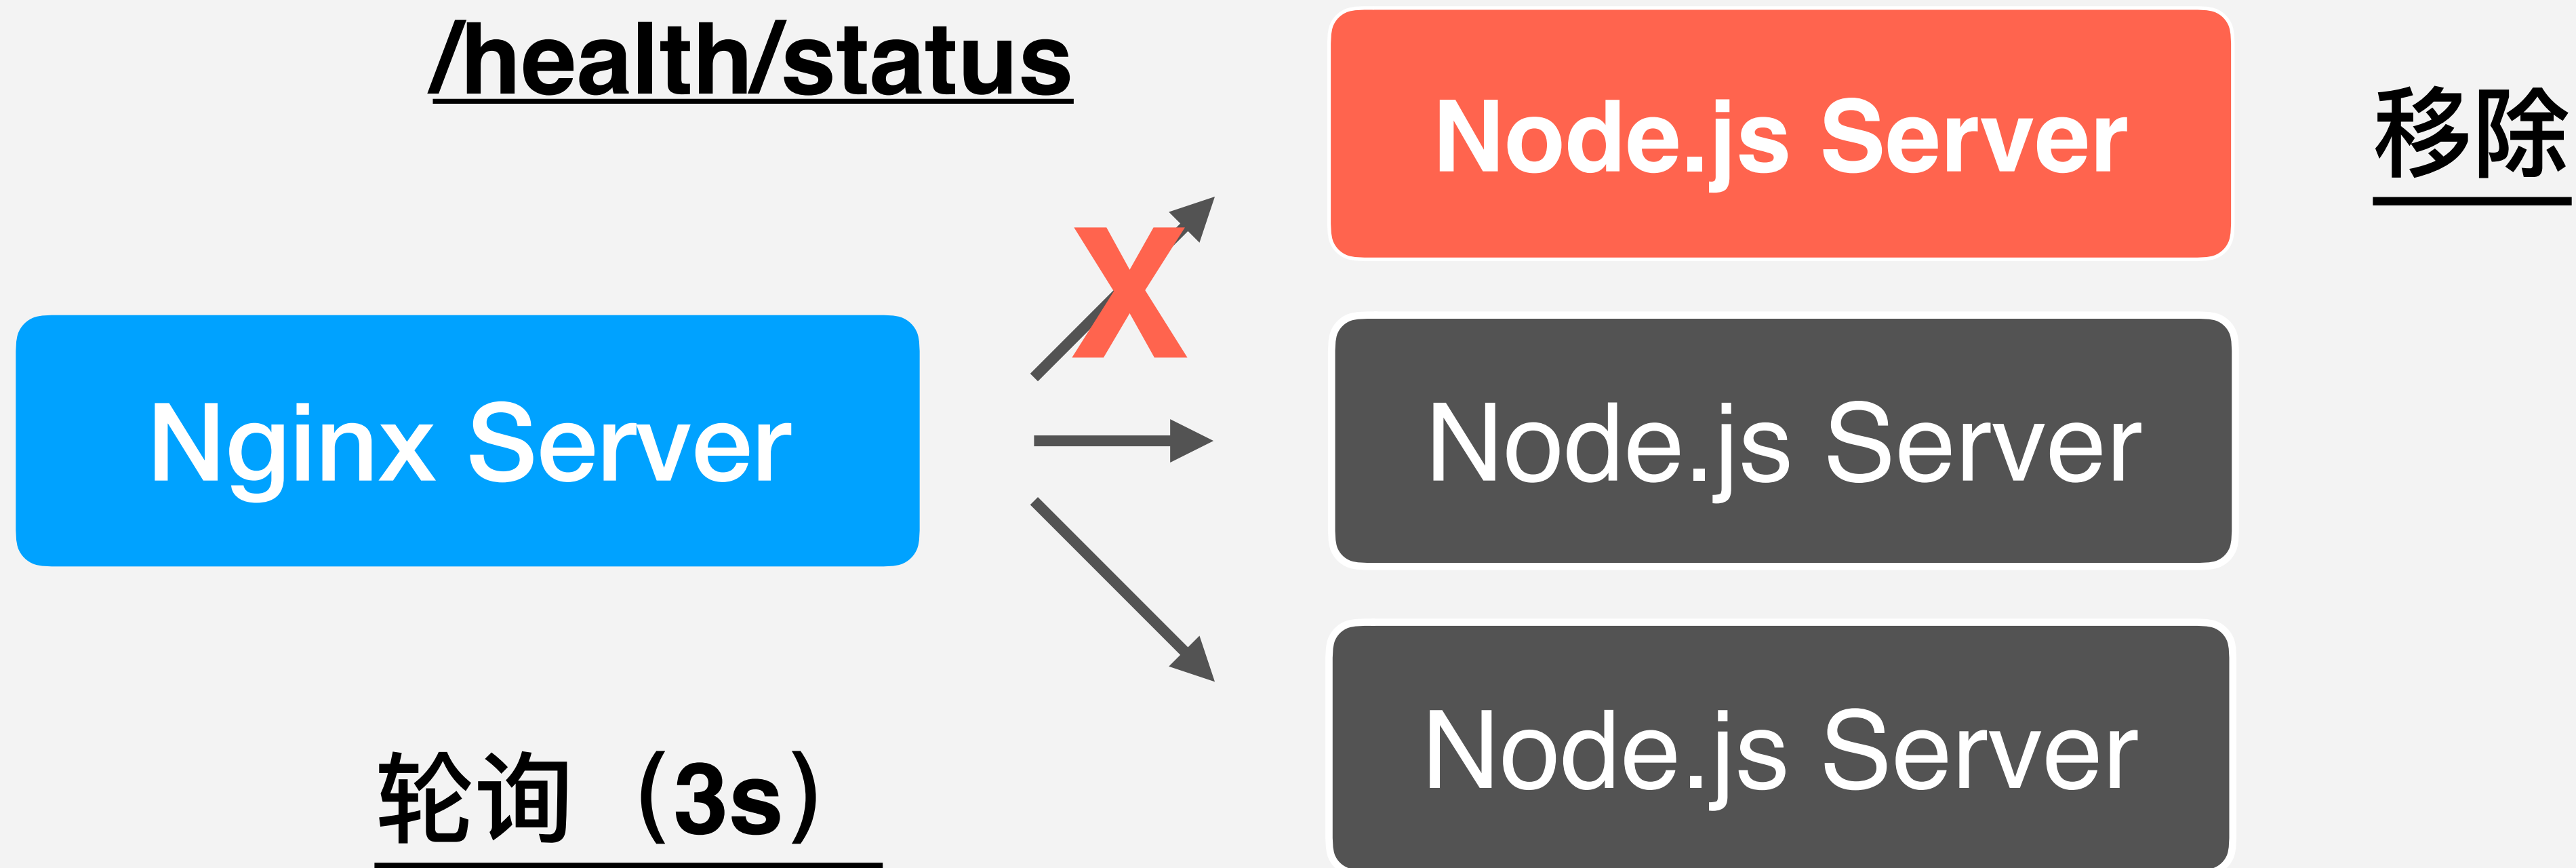 /health/status
Node.js Server
移除
X
Nginx Server
Node.js Server
轮询（3s）
Node.js Server